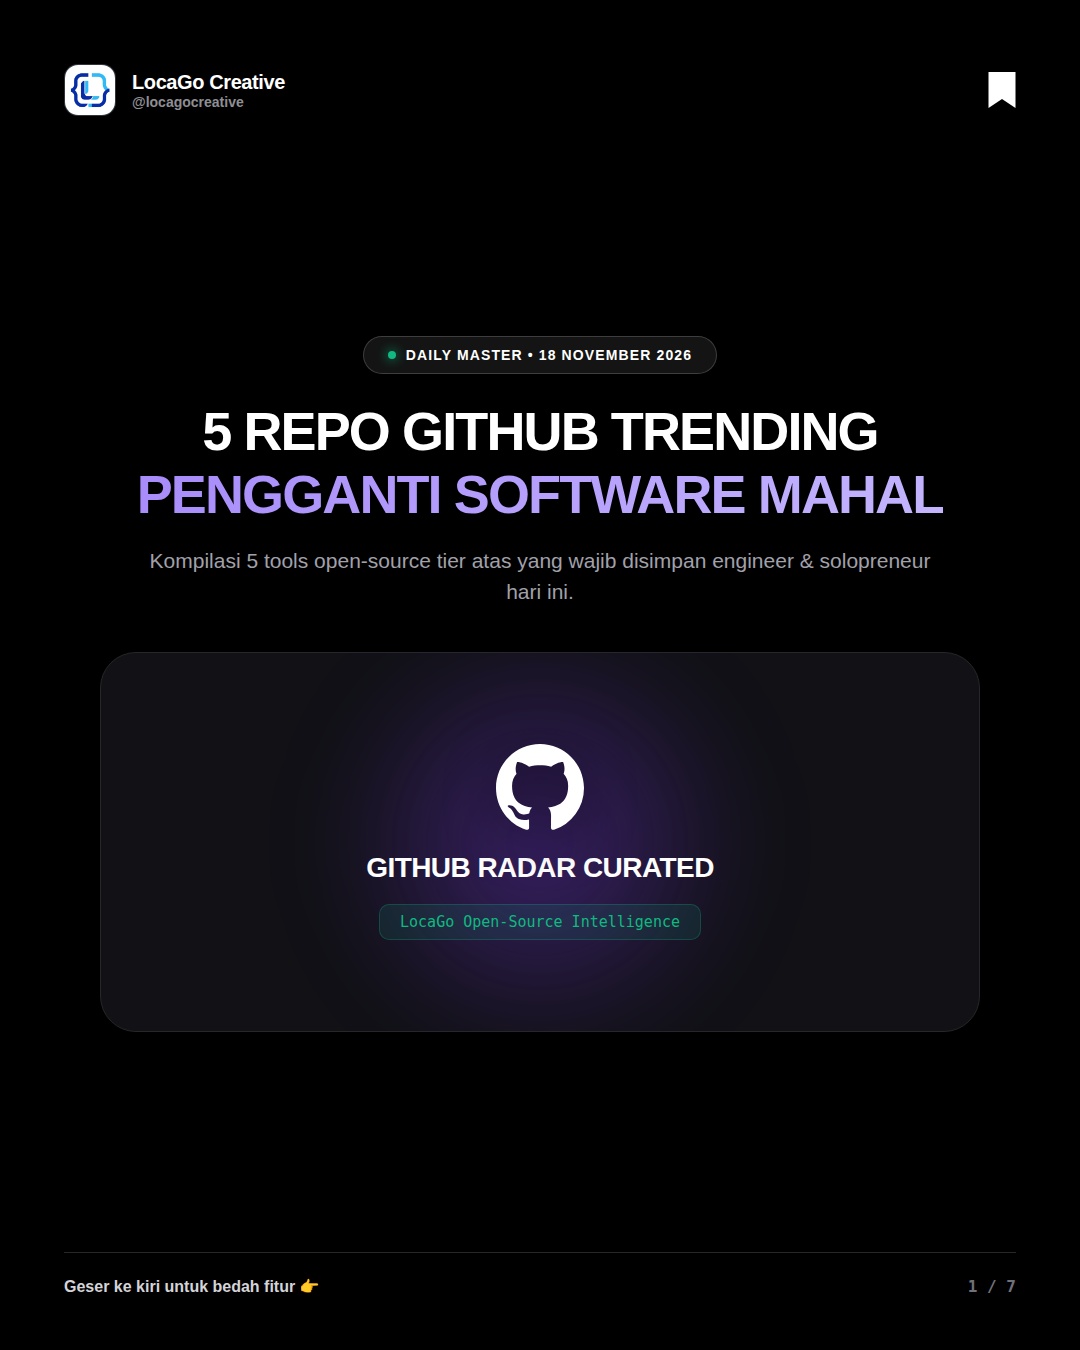 LocaGo Creative
@locagocreative
DAILY MASTER • 18 NOVEMBER 2026
5 REPO GITHUB TRENDING
PENGGANTI SOFTWARE MAHAL
Kompilasi 5 tools open-source tier atas yang wajib disimpan engineer & solopreneur
hari ini.
GITHUB RADAR CURATED
LocaGo Open-Source Intelligence
Geser ke kiri untuk bedah fitur 👉
1 / 7